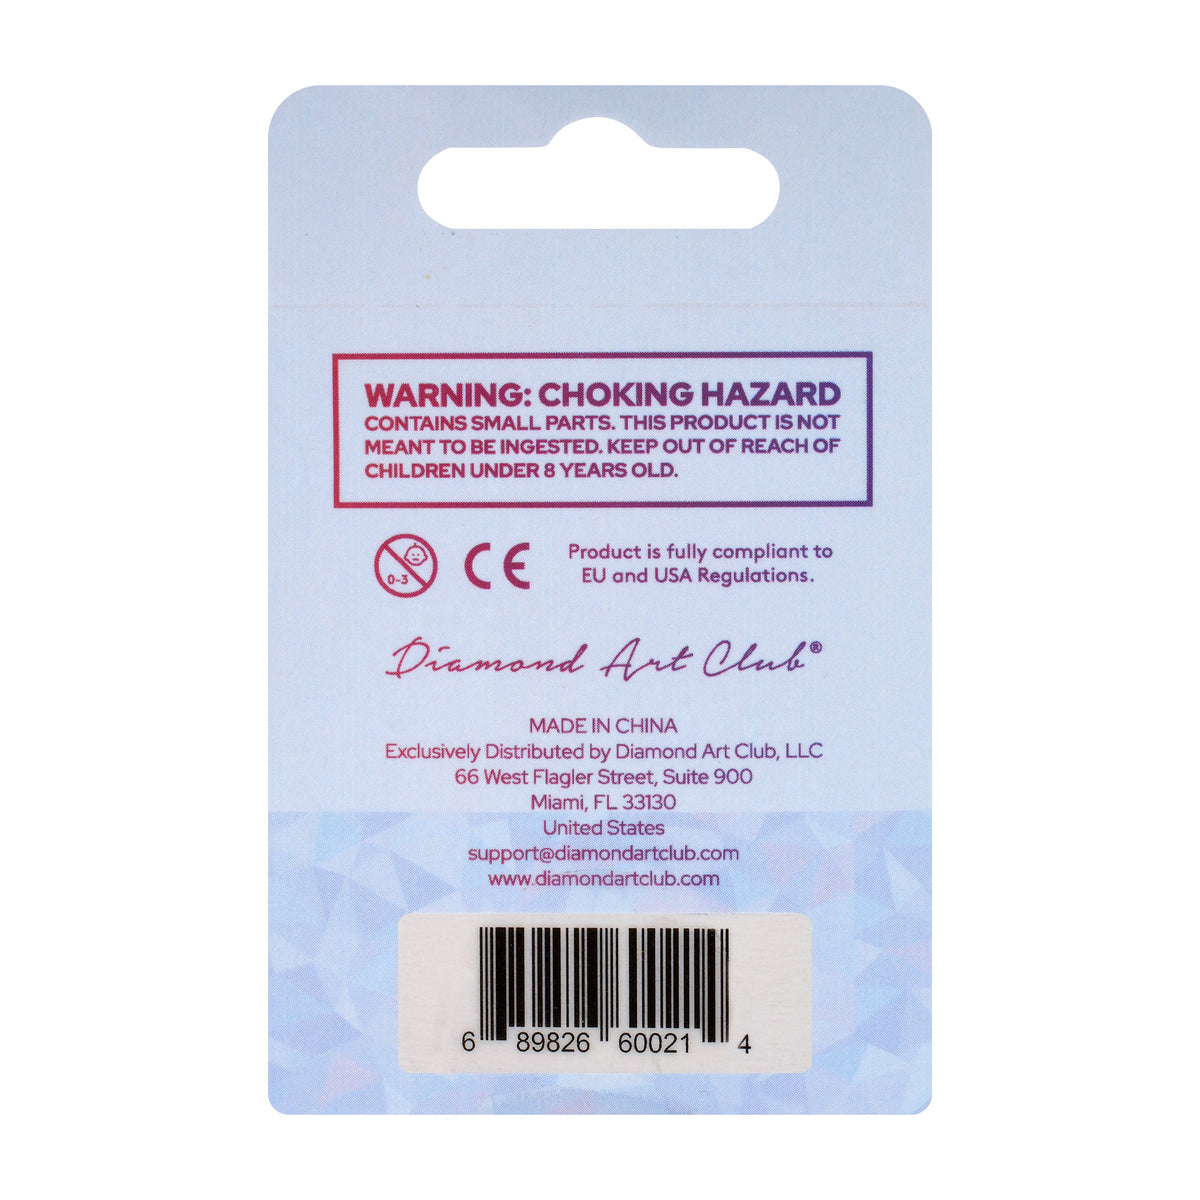 WARNING: CHOKING HAZARD
CONTAINS SMALL PARTS. THIS PRODUCT IS NOT
MEANT TO BE INGESTED. KEEP OUT OF REACH OF
CHILDREN UNDER 8 YEARS OLD.
0-3
CE
Product is fully compliant to
EU and USA Regulations.
Diamond Art Club®
MADE IN CHINA
Exclusively Distributed by Diamond Art Club, LLC
66 West Flagler Street, Suite 900
Miami, FL 33130
United States
support@diamondartclub.com
www.diamondartclub.com
6 89826 60021 4